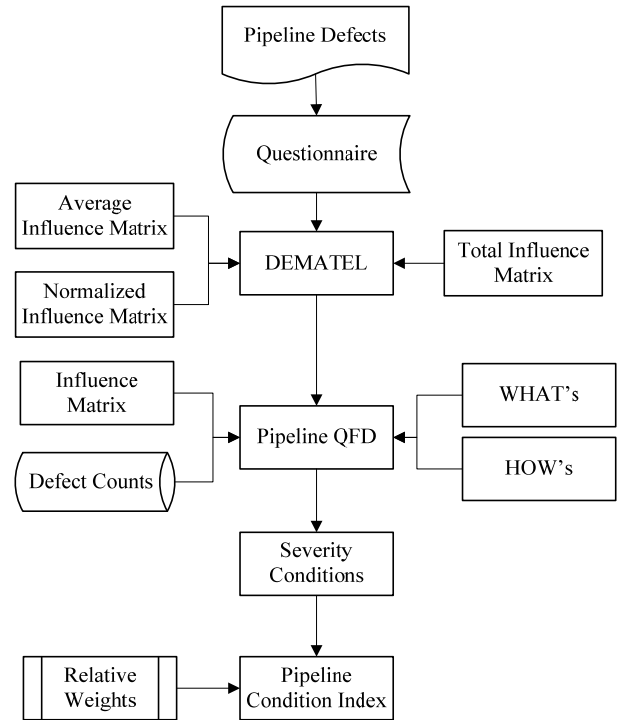 Pipeline Defects
Questionnaire
Average
Influence Matrix
DEMATEL
Total Influence
Matrix
Normalized
Influence Matrix
Influence
Matrix
WHAT's
Pipeline QFD
Defect Counts
HOW's
Severity
Conditions
Relative
Weights
Pipeline
Condition Index